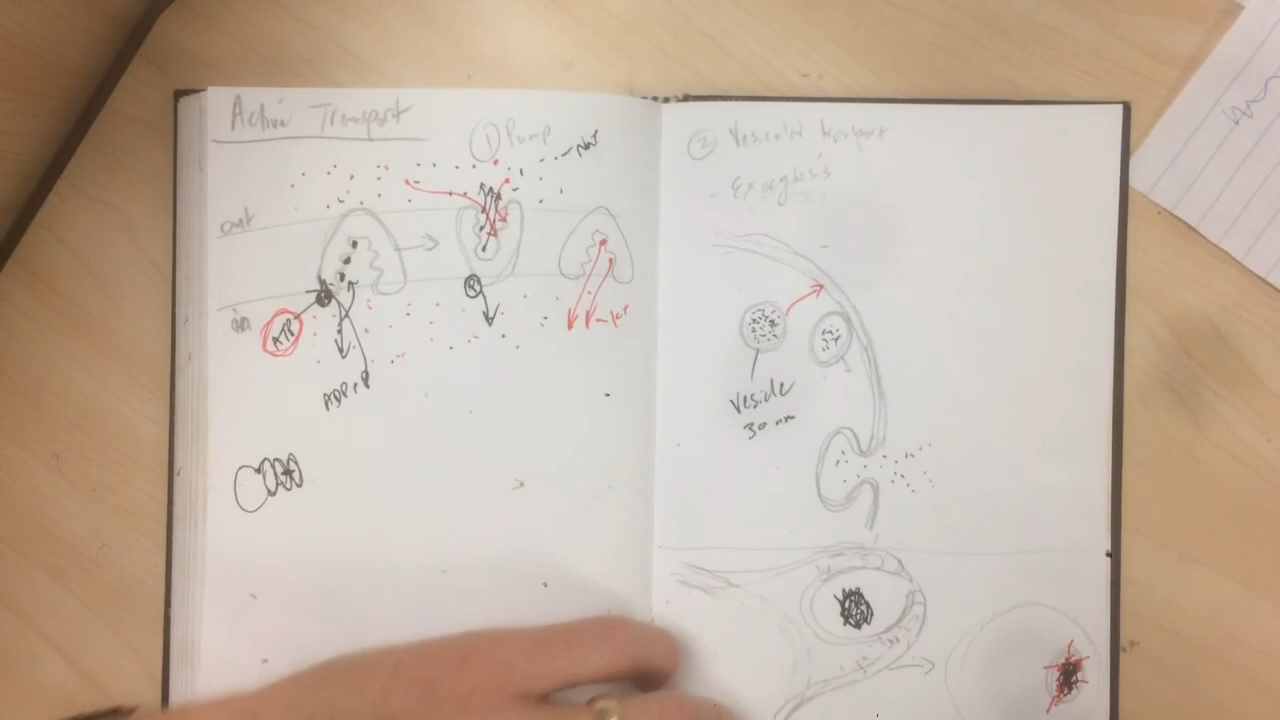 Active Transport
① Pump
Na+
out
in
ATP
P
K+
ADP+P
② Vesicular transport
- Exocytosis
Vesicle
30 nm